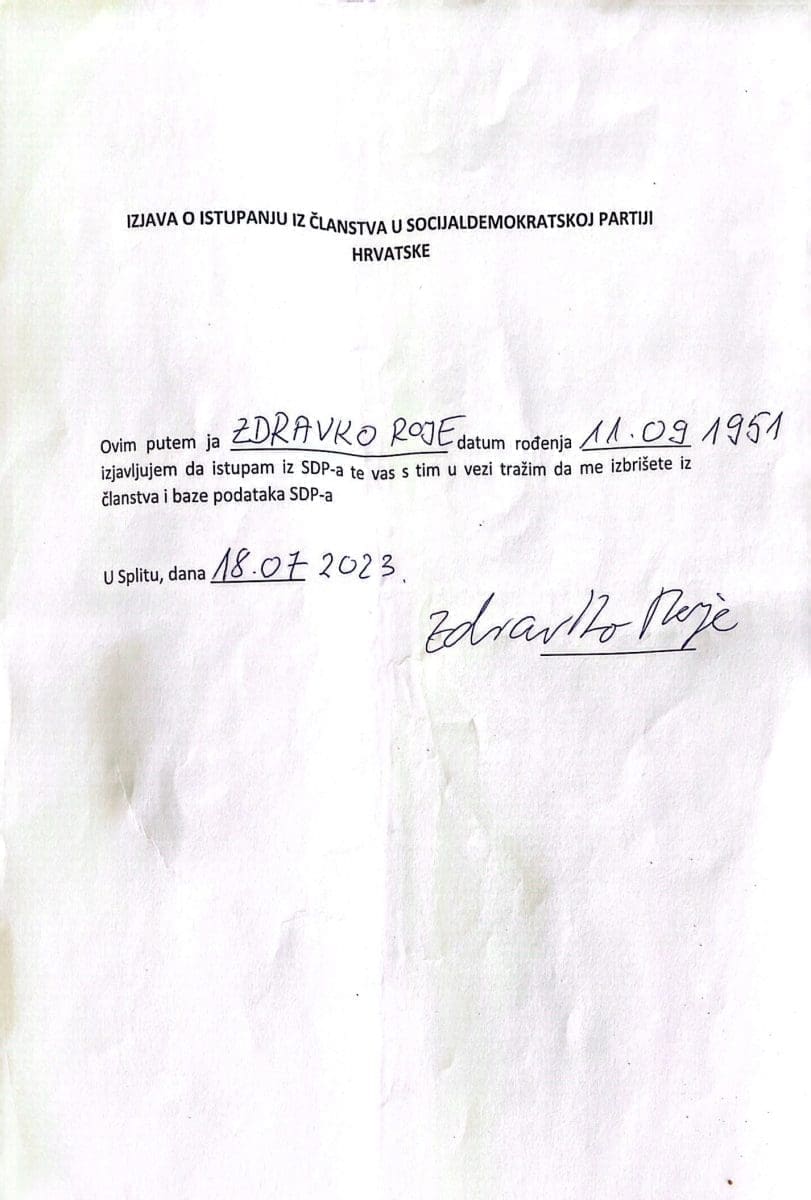 IZJAVA O ISTUPANJU IZ ČLANSTVA U SOCIJALDEMOKRATSKOJ PARTIJI
HRVATSKE
Ovim putem ja ZDRAVKO ROJE datum rođenja 11.09 1951
izjavljujem da istupam iz SDP-a te vas s tim u vezi tražim da me izbrišete iz
članstva i baze podataka SDP-a
U Splitu, dana 18.07 2023.
Zdravko Roje